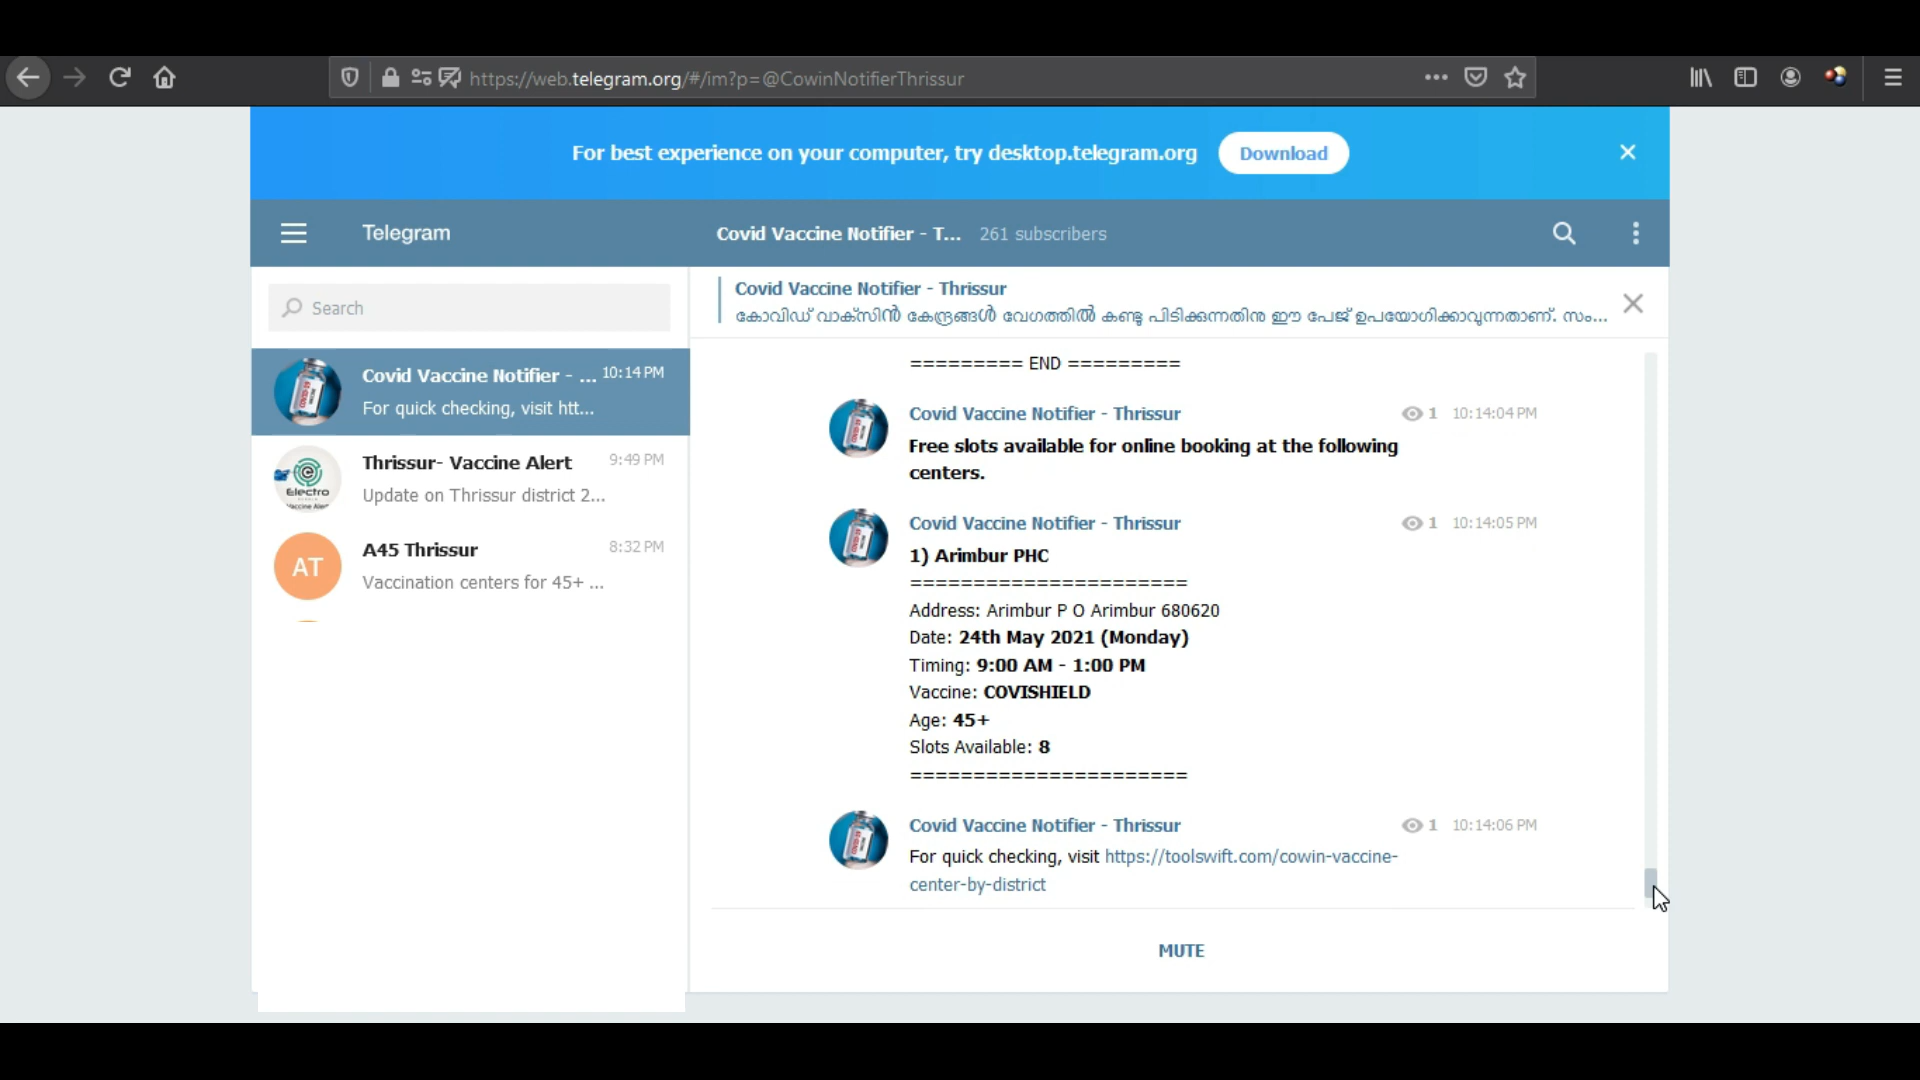 https://web.telegram.org/#/im?p=@CowinNotifierThrissur
For best experience on your computer, try desktop.telegram.org
Download
Telegram
Covid Vaccine Notifier - T... 261 subscribers
Search
Covid Vaccine Notifier - Thrissur
കോവിഡ് വാക്സിൻ കേന്ദ്രങ്ങൾ വേഗത്തിൽ കണ്ടു പിടിക്കുന്നതിനു ഈ പേജ് ഉപയോഗിക്കാവുന്നതാണ്. സം...
Covid Vaccine Notifier - ... 10:14 PM
For quick checking, visit htt...
Electro
Vaccine Alert
Thrissur- Vaccine Alert 9:49 PM
Update on Thrissur district 2...
AT
A45 Thrissur 8:32 PM
Vaccination centers for 45+ ...
========= END =========
Covid Vaccine Notifier - Thrissur 1 10:14:04 PM
Free slots available for online booking at the following
centers.
Covid Vaccine Notifier - Thrissur 1 10:14:05 PM
1) Arimbur PHC
======================
Address: Arimbur P O Arimbur 680620
Date: 24th May 2021 (Monday)
Timing: 9:00 AM - 1:00 PM
Vaccine: COVISHIELD
Age: 45+
Slots Available: 8
======================
Covid Vaccine Notifier - Thrissur 1 10:14:06 PM
For quick checking, visit https://toolswift.com/cowin-vaccine-
center-by-district
MUTE